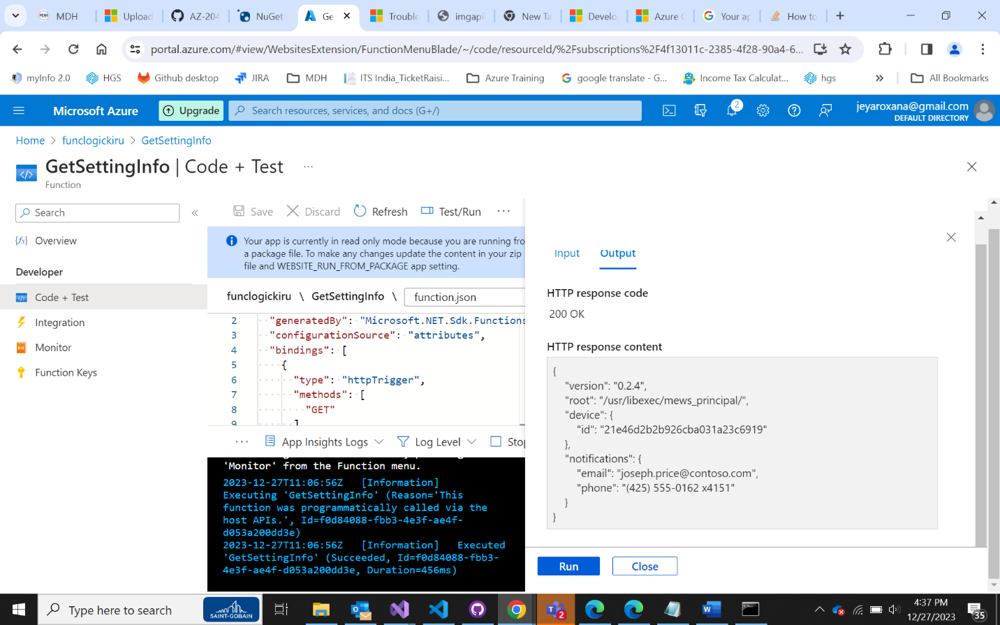 MDH
Upload
AZ-204
NuGet
Ge
Trouble
imgapi
New Ta
Develo
Azure C
Your ap
How to
portal.azure.com/#view/WebsitesExtension/FunctionMenuBlade/~/code/resourceId/%2Fsubscriptions%2F4f13011c-2385-4f28-90a4-6...
myInfo 2.0
HGS
Github desktop
JIRA
MDH
ITS India_TicketRaisi...
Azure Training
google translate - G...
Income Tax Calculat...
hgs
»
All Bookmarks
Microsoft Azure
Upgrade
Search resources, services, and docs (G+/)
2
jeyaroxana@gmail.com
DEFAULT DIRECTORY
Home > funclogickiru > GetSettingInfo
GetSettingInfo | Code + Test ...
Function
Search
«
Overview
Developer
Code + Test
Integration
Monitor
Function Keys
Save
Discard
Refresh
Test/Run
...
Your app is currently in read only mode because you are running fro
a package file. To make any changes update the content in your zip
file and WEBSITE_RUN_FROM_PACKAGE app setting.
funclogickiru \ GetSettingInfo \ function.json
2 "generatedBy": "Microsoft.NET.Sdk.Functions
3 "configurationSource": "attributes",
4 "bindings": [
5 {
6 "type": "httpTrigger",
7 "methods": [
8 "GET"
9 ]
... App Insights Logs Log Level Stop
'Monitor' from the Function menu.
2023-12-27T11:06:56Z [Information]
Executing 'GetSettingInfo' (Reason='This
function was programmatically called via the
host APIs.', Id=f0d84088-fbb3-4e3f-ae4f-
d053a200dd3e)
2023-12-27T11:06:56Z [Information] Executed
'GetSettingInfo' (Succeeded, Id=f0d84088-fbb3-
4e3f-ae4f-d053a200dd3e, Duration=456ms)
Input
Output
HTTP response code
200 OK
HTTP response content
{
"version": "0.2.4",
"root": "/usr/libexec/mews_principal/",
"device": {
"id": "21e46d2b2b926cba031a23c6919"
},
"notifications": {
"email": "joseph.price@contoso.com",
"phone": "(425) 555-0162 x4151"
}
}
Run
Close
Type here to search
SAINT-GOBAIN
2
4:37 PM
12/27/2023
35